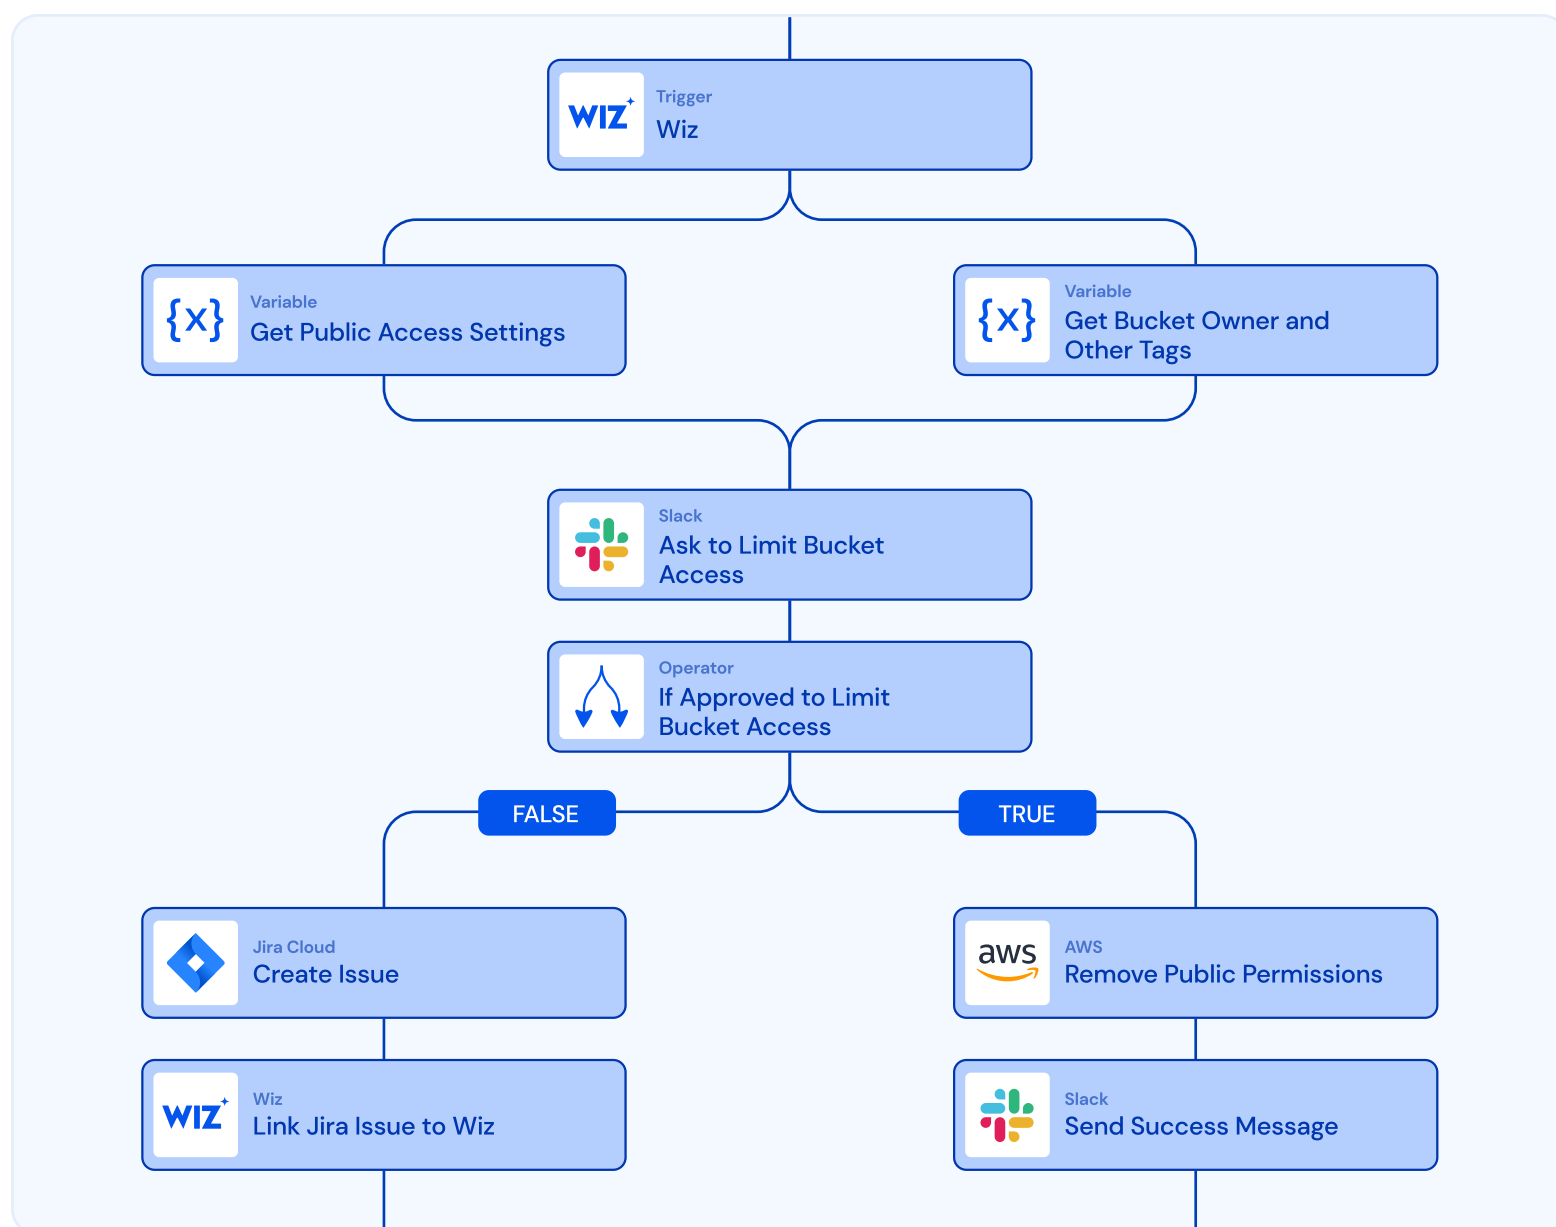 WIZ
Trigger
Wiz
{x}
Variable
Get Public Access Settings
{x}
Variable
Get Bucket Owner and
Other Tags
Slack
Ask to Limit Bucket
Access
Operator
If Approved to Limit
Bucket Access
FALSE
TRUE
Jira Cloud
Create Issue
aws
AWS
Remove Public Permissions
WIZ
Wiz
Link Jira Issue to Wiz
Slack
Send Success Message